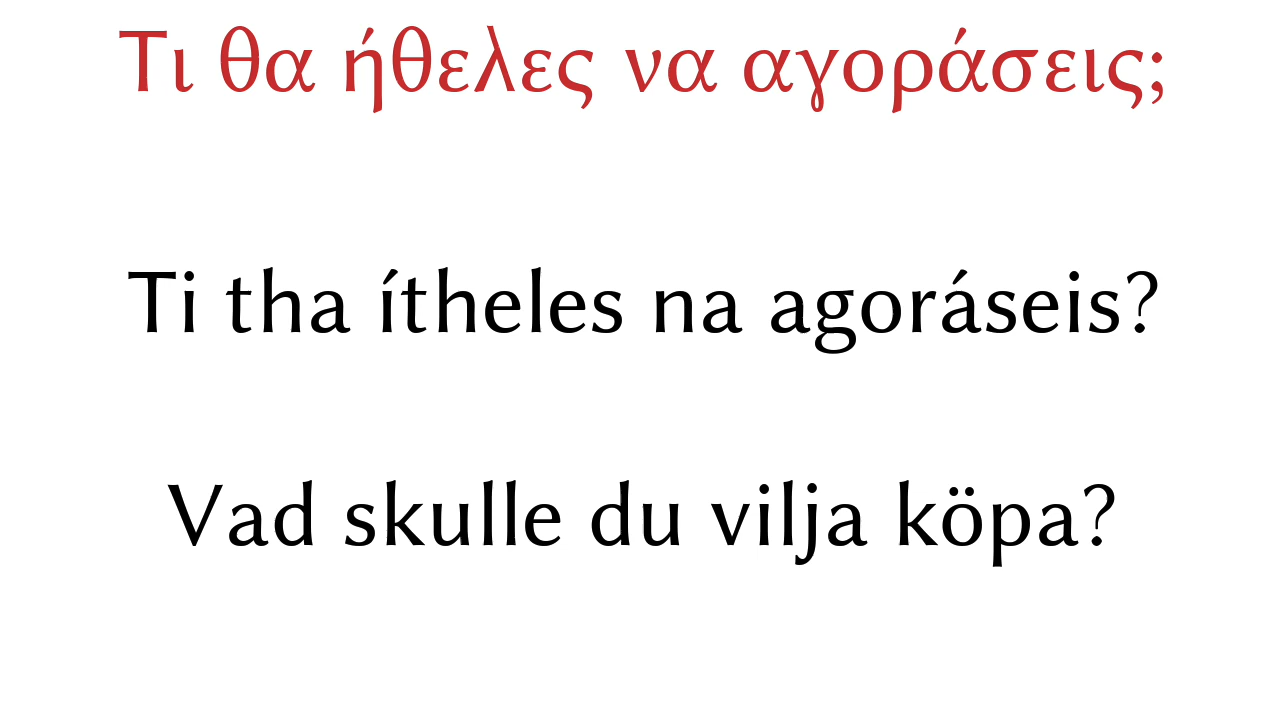 Τι θα ήθελες να αγοράσεις;
Ti tha ítheles na agoráseis?
Vad skulle du vilja köpa?